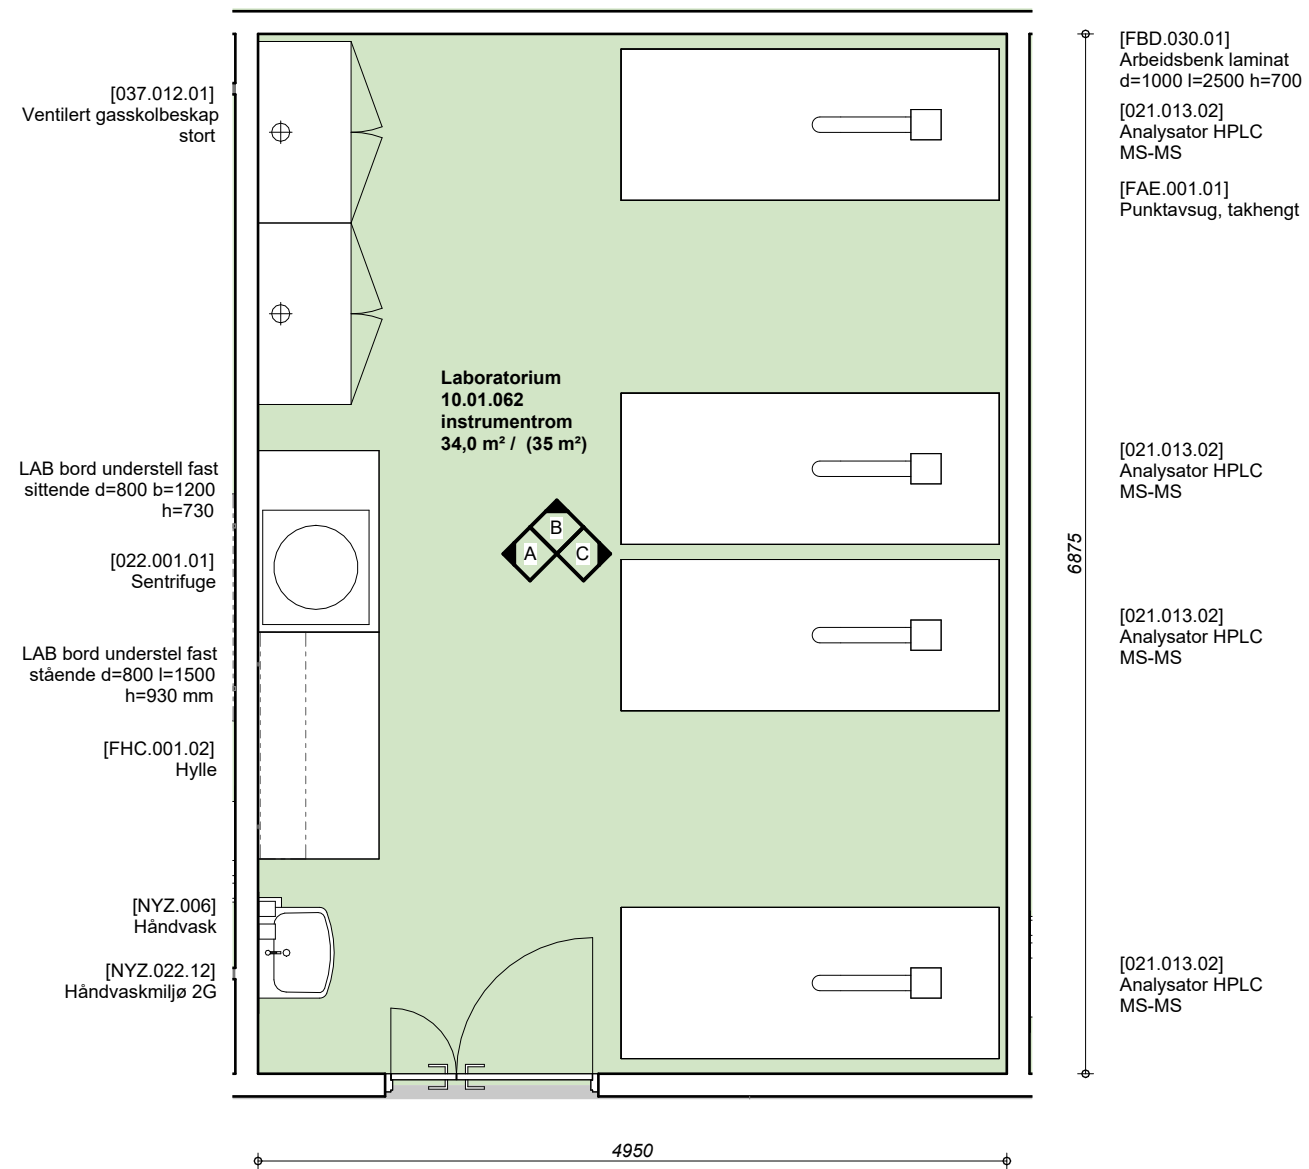 [037.012.01]
Ventilert gasskolbeskap
stort
LAB bord understell fast
sittende d=800 b=1200
h=730
[022.001.01]
Sentrifuge
LAB bord understel fast
stående d=800 l=1500
h=930 mm
[FHC.001.02]
Hylle
[NYZ.006]
Håndvask
[NYZ.022.12]
Håndvaskmiljø 2G
Laboratorium
10.01.062
instrumentrom
34,0 m² / (35 m²)
B
A
C
[FBD.030.01]
Arbeidsbenk laminat
d=1000 l=2500 h=700
[021.013.02]
Analysator HPLC
MS-MS
[FAE.001.01]
Punktavsug, takhengt
[021.013.02]
Analysator HPLC
MS-MS
[021.013.02]
Analysator HPLC
MS-MS
[021.013.02]
Analysator HPLC
MS-MS
6875
4950